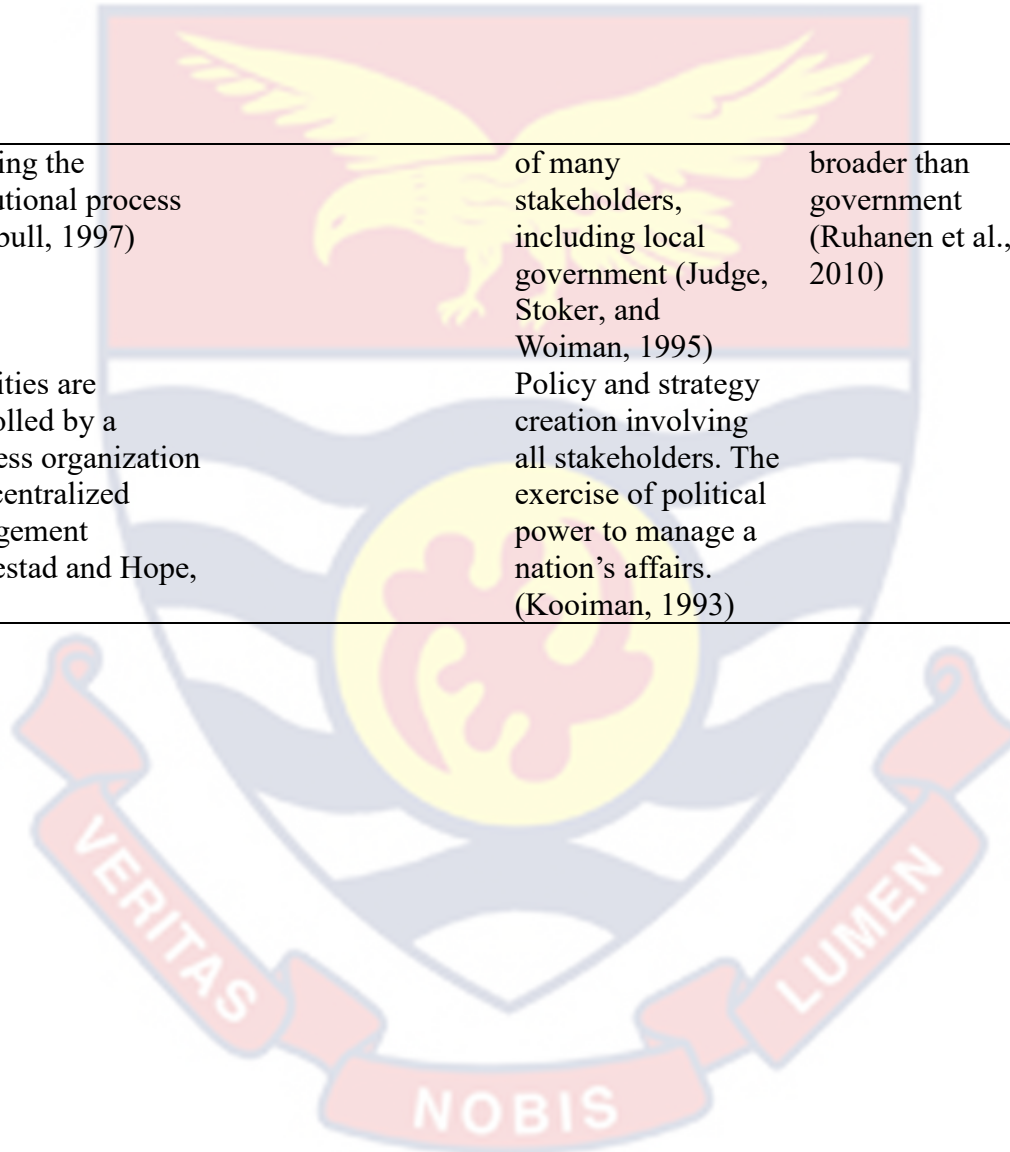 ing the
utional process
bull, 1997)
of many
stakeholders,
including local
government (Judge,
Stoker, and
Woiman, 1995)
broader than
government
(Ruhanen et al.,
2010)
ities are
olled by a
ess organization
centralized
gement
estad and Hope,
Policy and strategy
creation involving
all stakeholders. The
exercise of political
power to manage a
nation’s affairs.
(Kooiman, 1993)
VERITAS
NOBIS
LUMEN